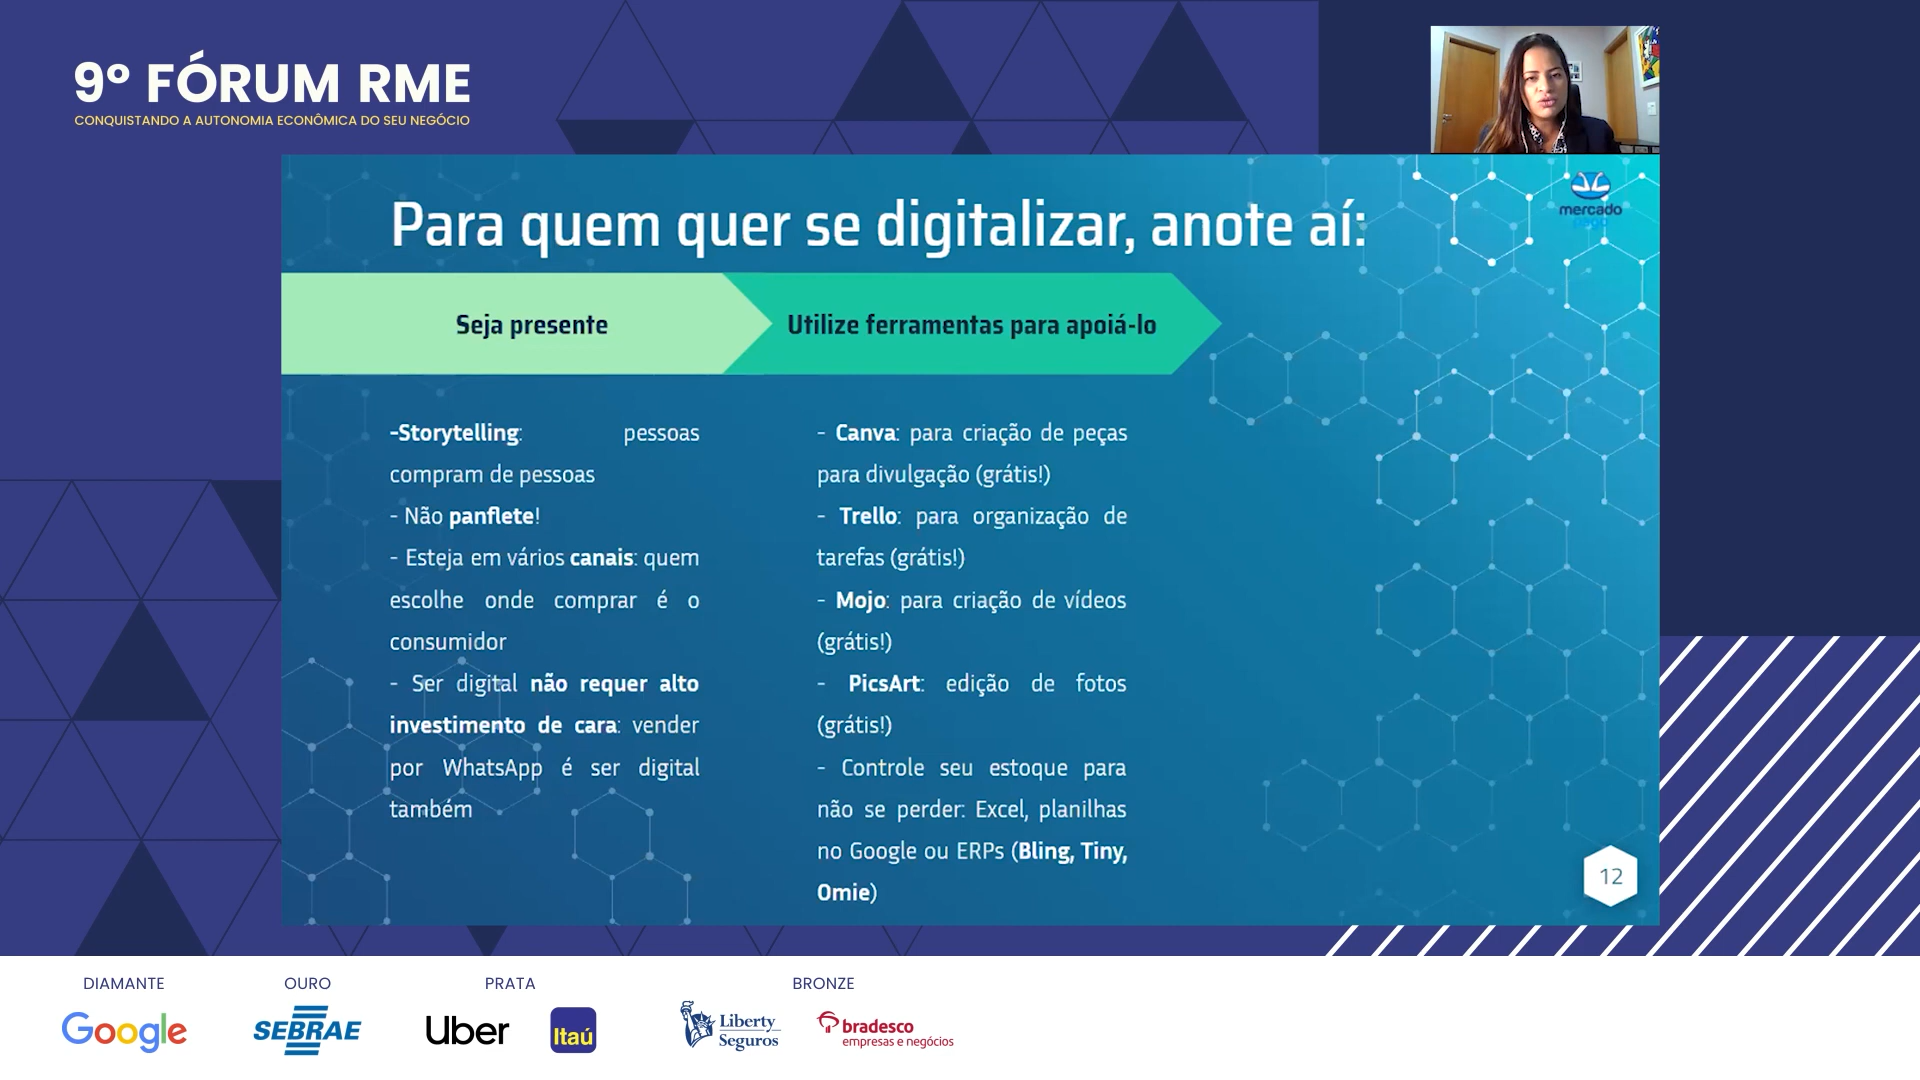 9º FÓRUM RME
CONQUISTANDO A AUTONOMIA ECONÔMICA DO SEU NEGÓCIO
mercado
pago
Para quem quer se digitalizar, anote aí:
Seja presente
Utilize ferramentas para apoiá-lo
-Storytelling: pessoas
compram de pessoas
- Não panflete!
- Esteja em vários canais: quem
escolhe onde comprar é o
consumidor
- Ser digital não requer alto
investimento de cara: vender
por WhatsApp é ser digital
também
- Canva: para criação de peças
para divulgação (grátis!)
- Trello: para organização de
tarefas (grátis!)
- Mojo: para criação de vídeos
(grátis!)
- PicsArt: edição de fotos
(grátis!)
- Controle seu estoque para
não se perder: Excel, planilhas
no Google ou ERPs (Bling, Tiny,
Omie)
12
DIAMANTE
Google
OURO
SEBRAE
PRATA
Uber
Itaú
BRONZE
Liberty
Seguros
bradesco
empresas e negócios